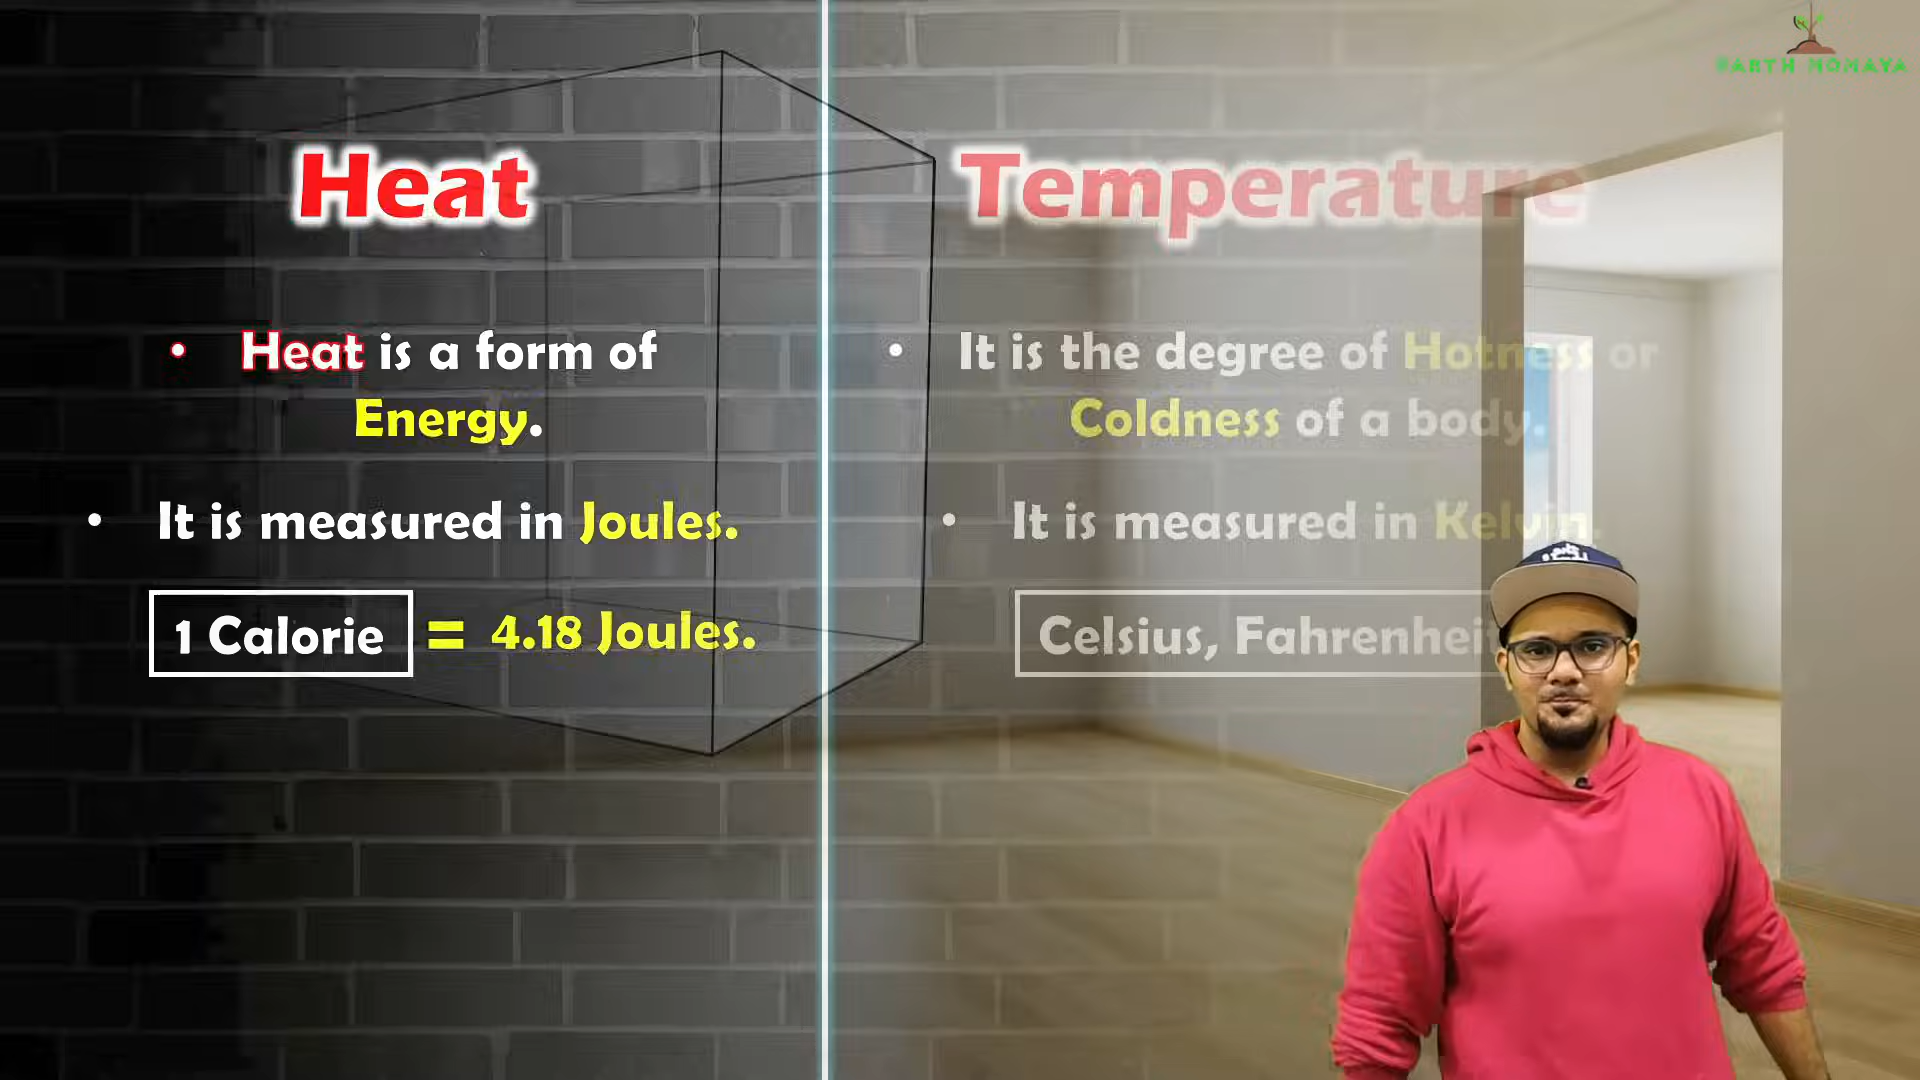 PARTH MOMAYA
Heat
• Heat is a form of
Energy.
• It is measured in Joules.
1 Calorie = 4.18 Joules.
Temperature
• It is the degree of Hotness or
Coldness of a body.
• It is measured in Kelvin.
Celsius, Fahrenheit